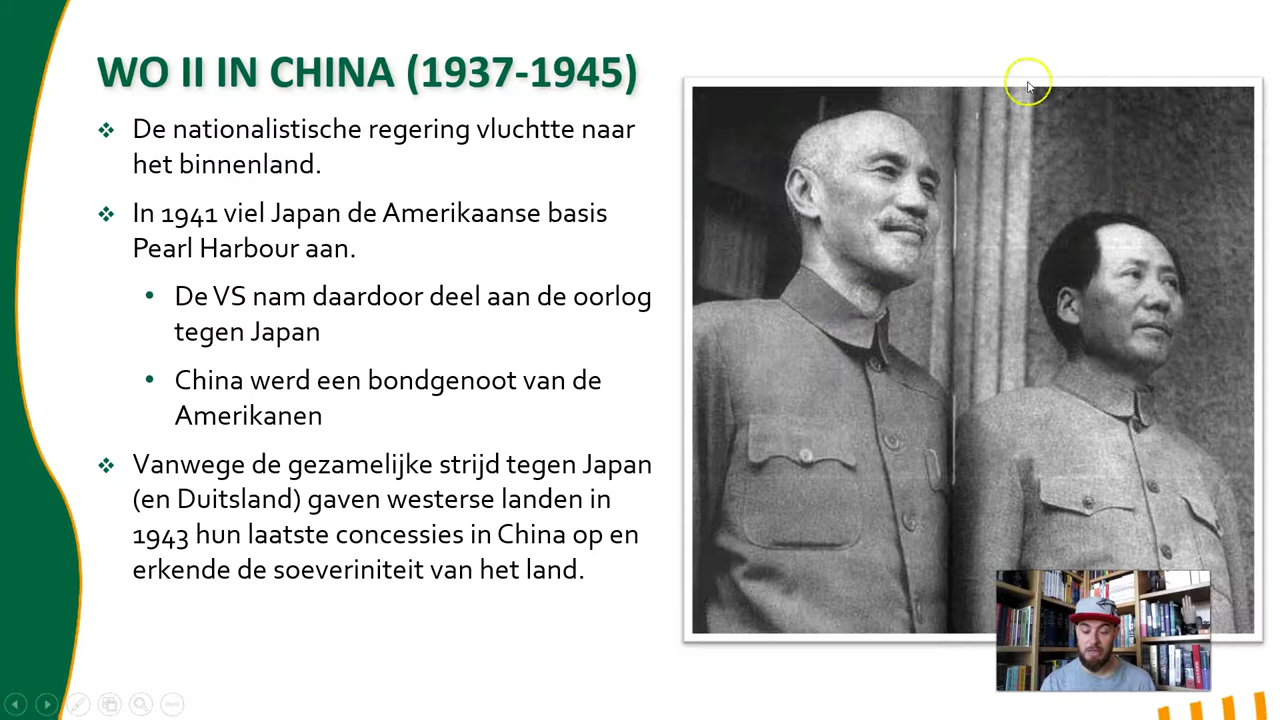 WO II IN CHINA (1937-1945)
De nationalistische regering vluchtte naar
het binnenland.
In 1941 viel Japan de Amerikaanse basis
Pearl Harbour aan.
De VS nam daardoor deel aan de oorlog
tegen Japan
China werd een bondgenoot van de
Amerikanen
Vanwege de gezamelijke strijd tegen Japan
(en Duitsland) gaven westerse landen in
1943 hun laatste concessies in China op en
erkende de soeveriniteit van het land.